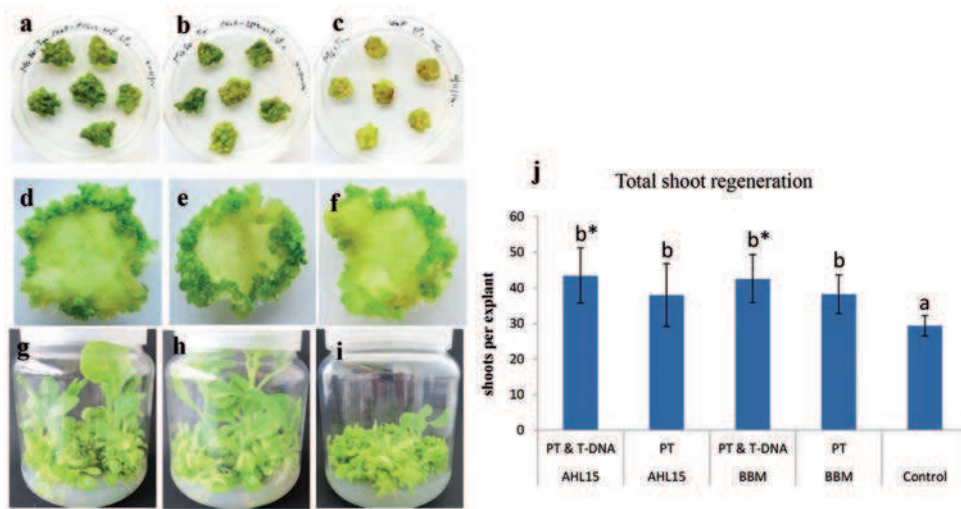 a
b
c
d
e
f
g
h
i
j
Total shoot regeneration
shoots per explant
60
50
40
30
20
10
0
b*
b
b*
b
a
PT & T-DNA PT PT & T-DNA PT
AHL15 AHL15 BBM BBM Control